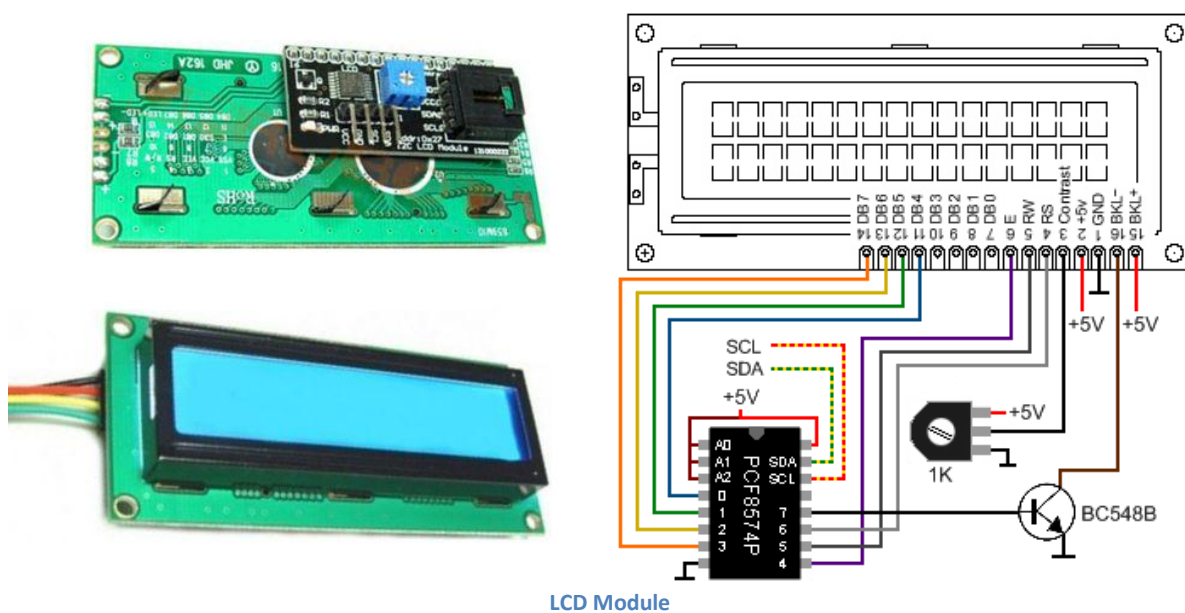 JHD 162A
RoHS
I2C LCD Module
DB7
DB6
DB5
DB4
DB3
DB2
DB1
DB0
E
RW
RS
Contrast
+5v
GND
BKL-
BKL+
14
13
12
11
10
9
8
7
6
5
4
3
2
1
16
15
+5V
+5V
SCL
SDA
+5V
A0
A1
A2
0
1
2
3
PCF8574P
SDA
SCL
7
6
5
4
+5V
1K
BC548B
LCD Module